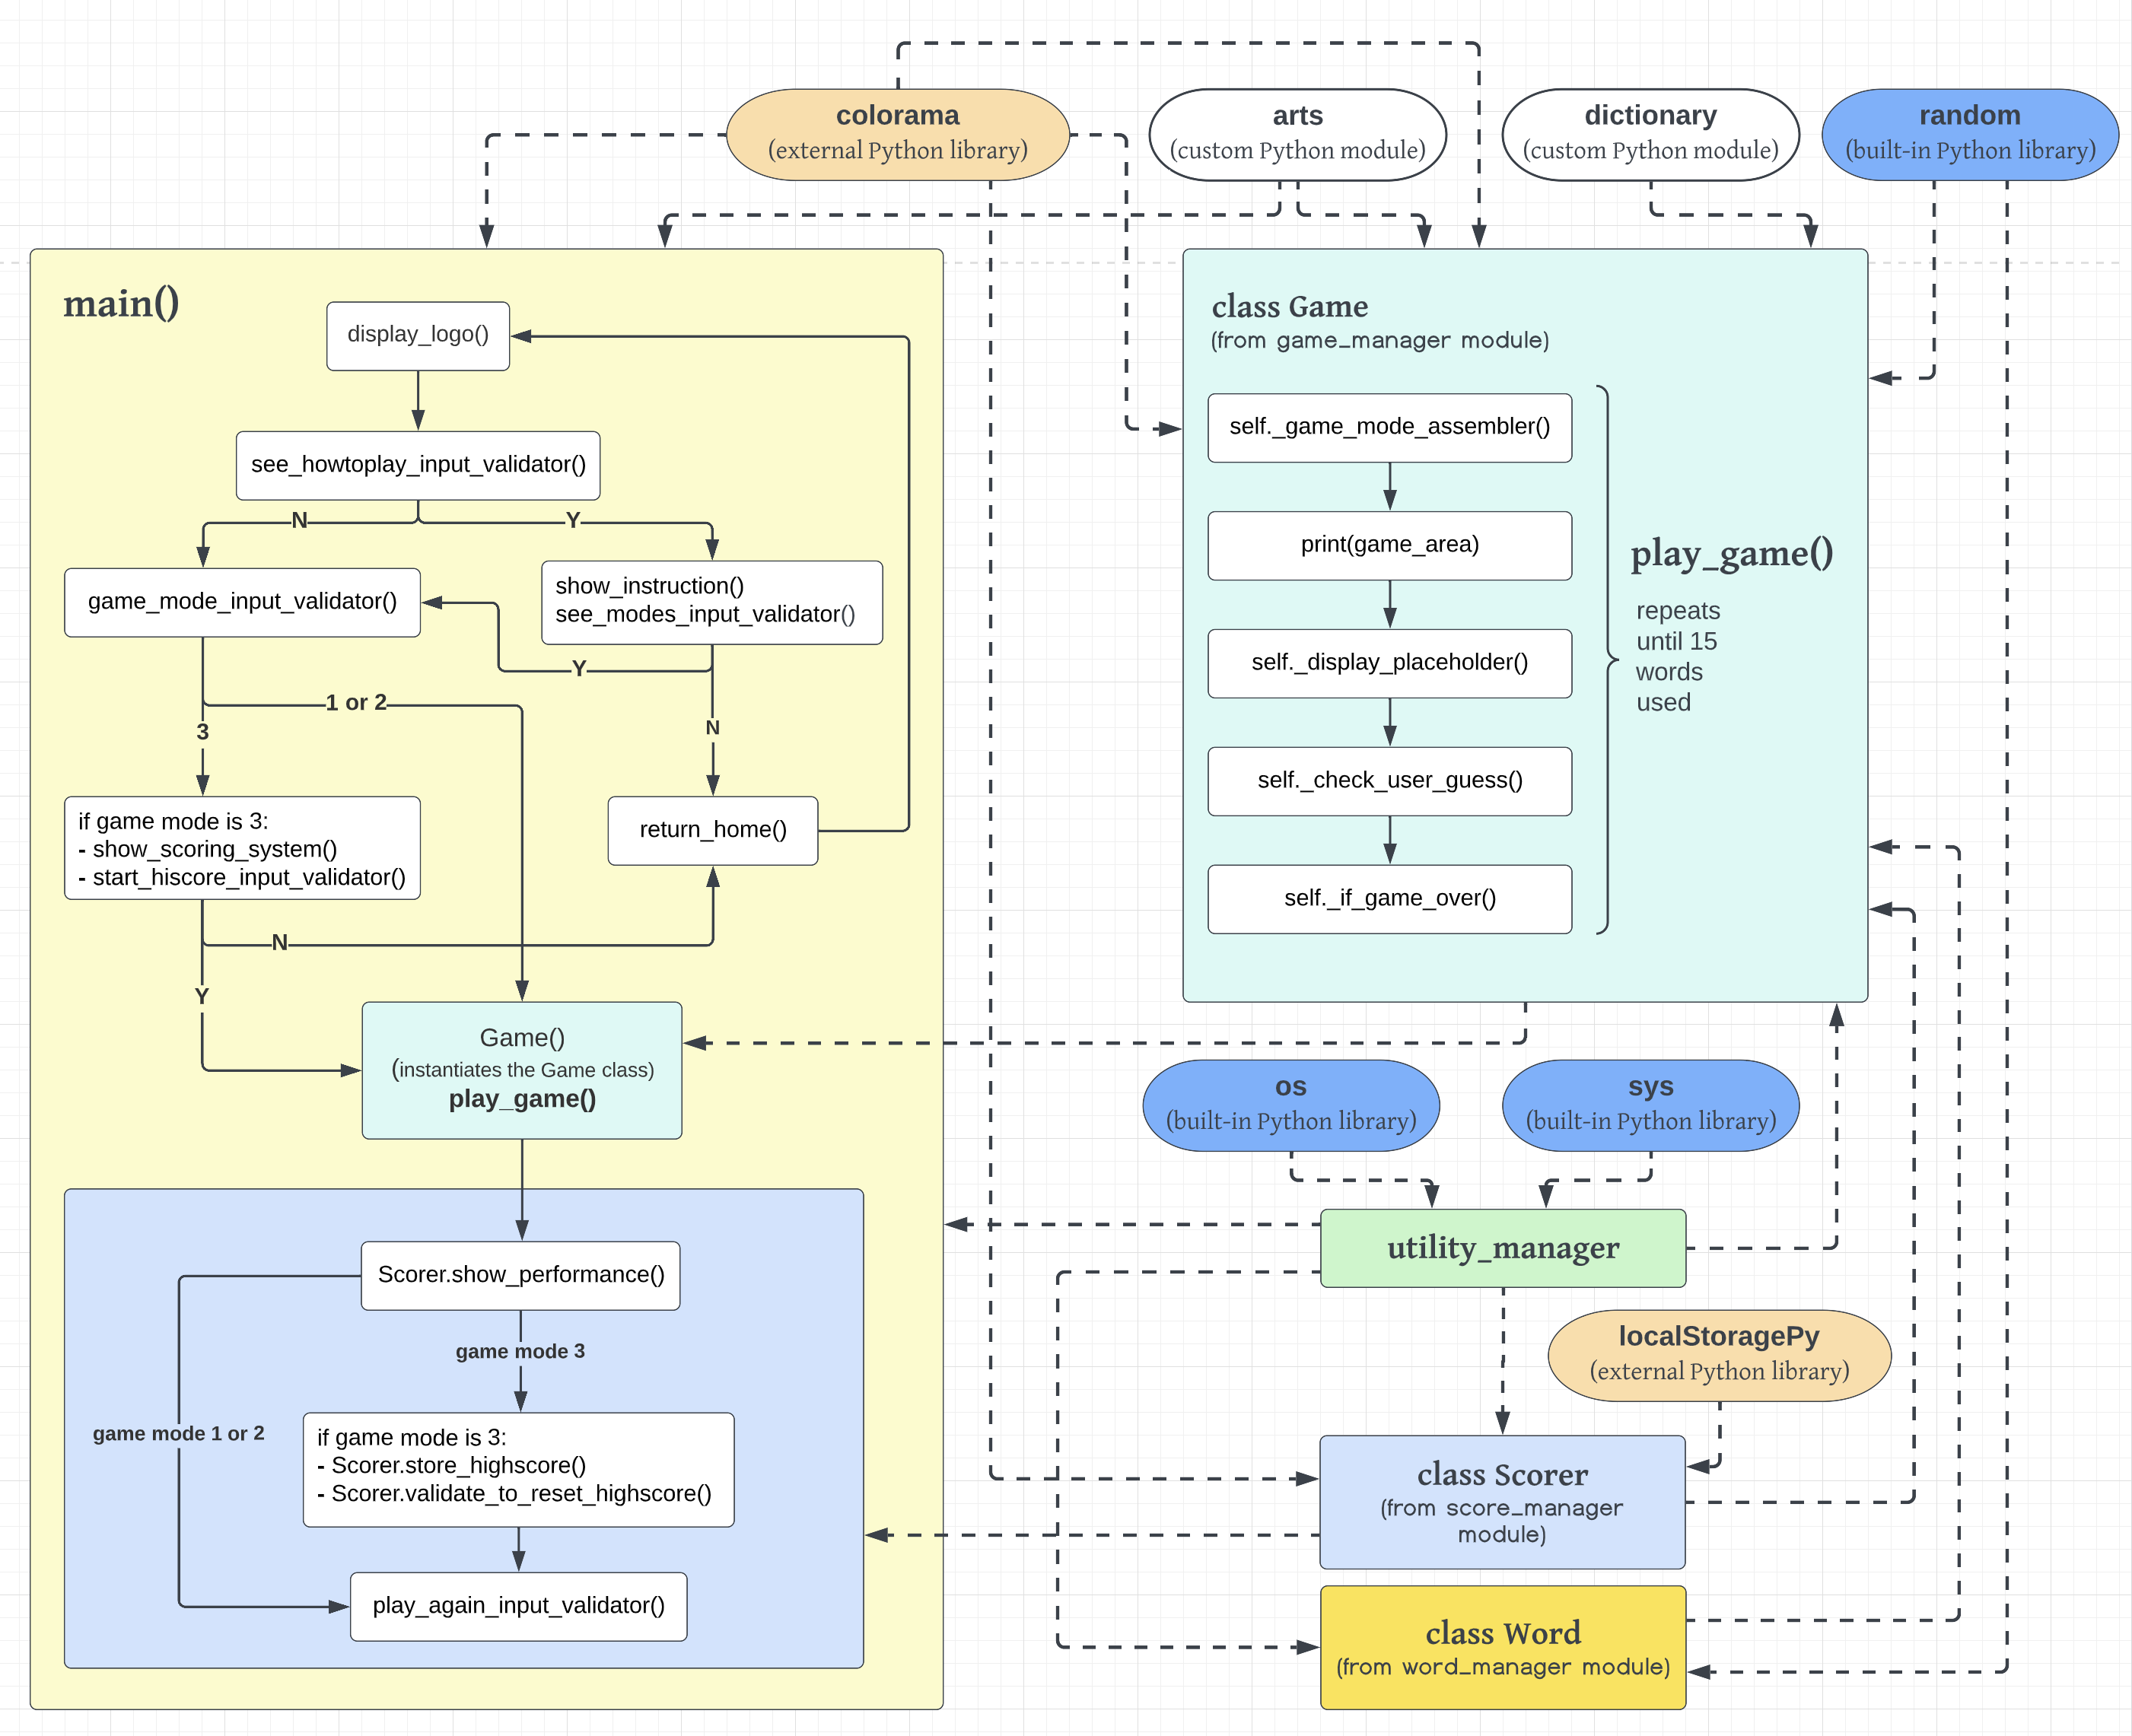 colorama
(external Python library)
arts
(custom Python module)
dictionary
(custom Python module)
random
(built-in Python library)
main()
display_logo()
see_howtoplay_input_validator()
N
Y
game_mode_input_validator()
show_instruction()
see_modes_input_validator()
Y
1 or 2
3
N
if game mode is 3:
- show_scoring_system()
- start_hiscore_input_validator()
return_home()
N
Y
Game()
(instantiates the Game class)
play_game()
Scorer.show_performance()
game mode 3
game mode 1 or 2
if game mode is 3:
- Scorer.store_highscore()
- Scorer.validate_to_reset_highscore()
play_again_input_validator()
class Game
(from game_manager module)
self._game_mode_assembler()
print(game_area)
self._display_placeholder()
self._check_user_guess()
self._if_game_over()
play_game()
repeats
until 15
words
used
os
(built-in Python library)
sys
(built-in Python library)
utility_manager
localStoragePy
(external Python library)
class Scorer
(from score_manager
module)
class Word
(from word_manager module)